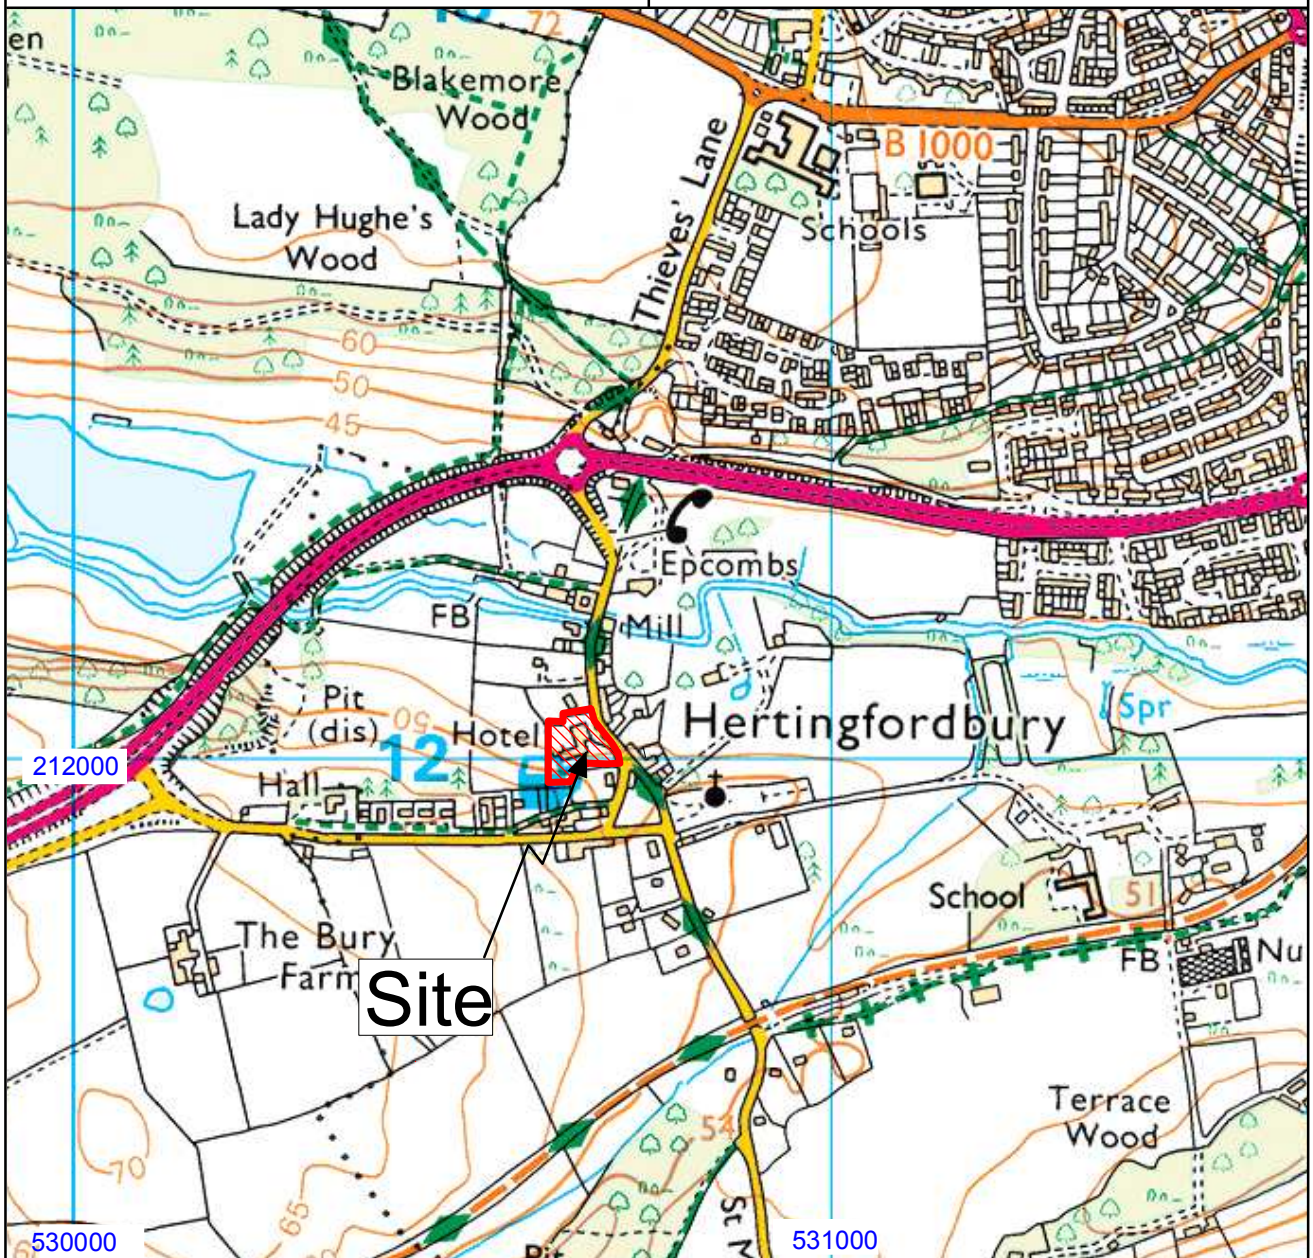 en
72
Blakemore
Wood
B 1000
Thieves' Lane
Lady Hughe's
Wood
Schools
60
50
45
Epcombs
FB
Mill
Pit
(dis)
50
Hotel
Hertingfordbury
Spr
12
212000
Hall
School
51
The Bury
Farm
FB
Nu
Site
Terrace
Wood
54
70
65
St M
Pit
530000
531000